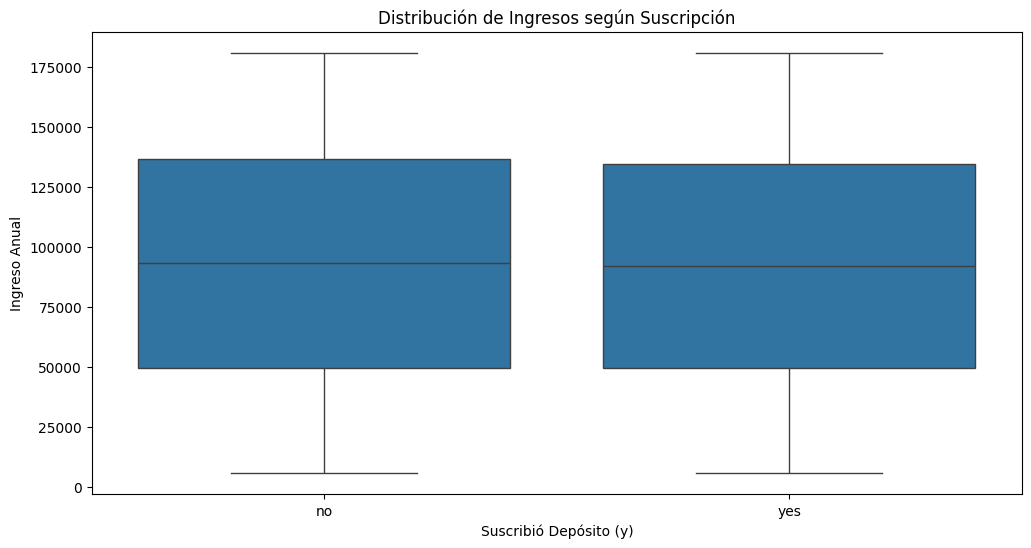 Distribución de Ingresos según Suscripción
175000
150000
125000
100000
75000
50000
25000
0
Ingreso Anual
no
yes
Suscribió Depósito (y)